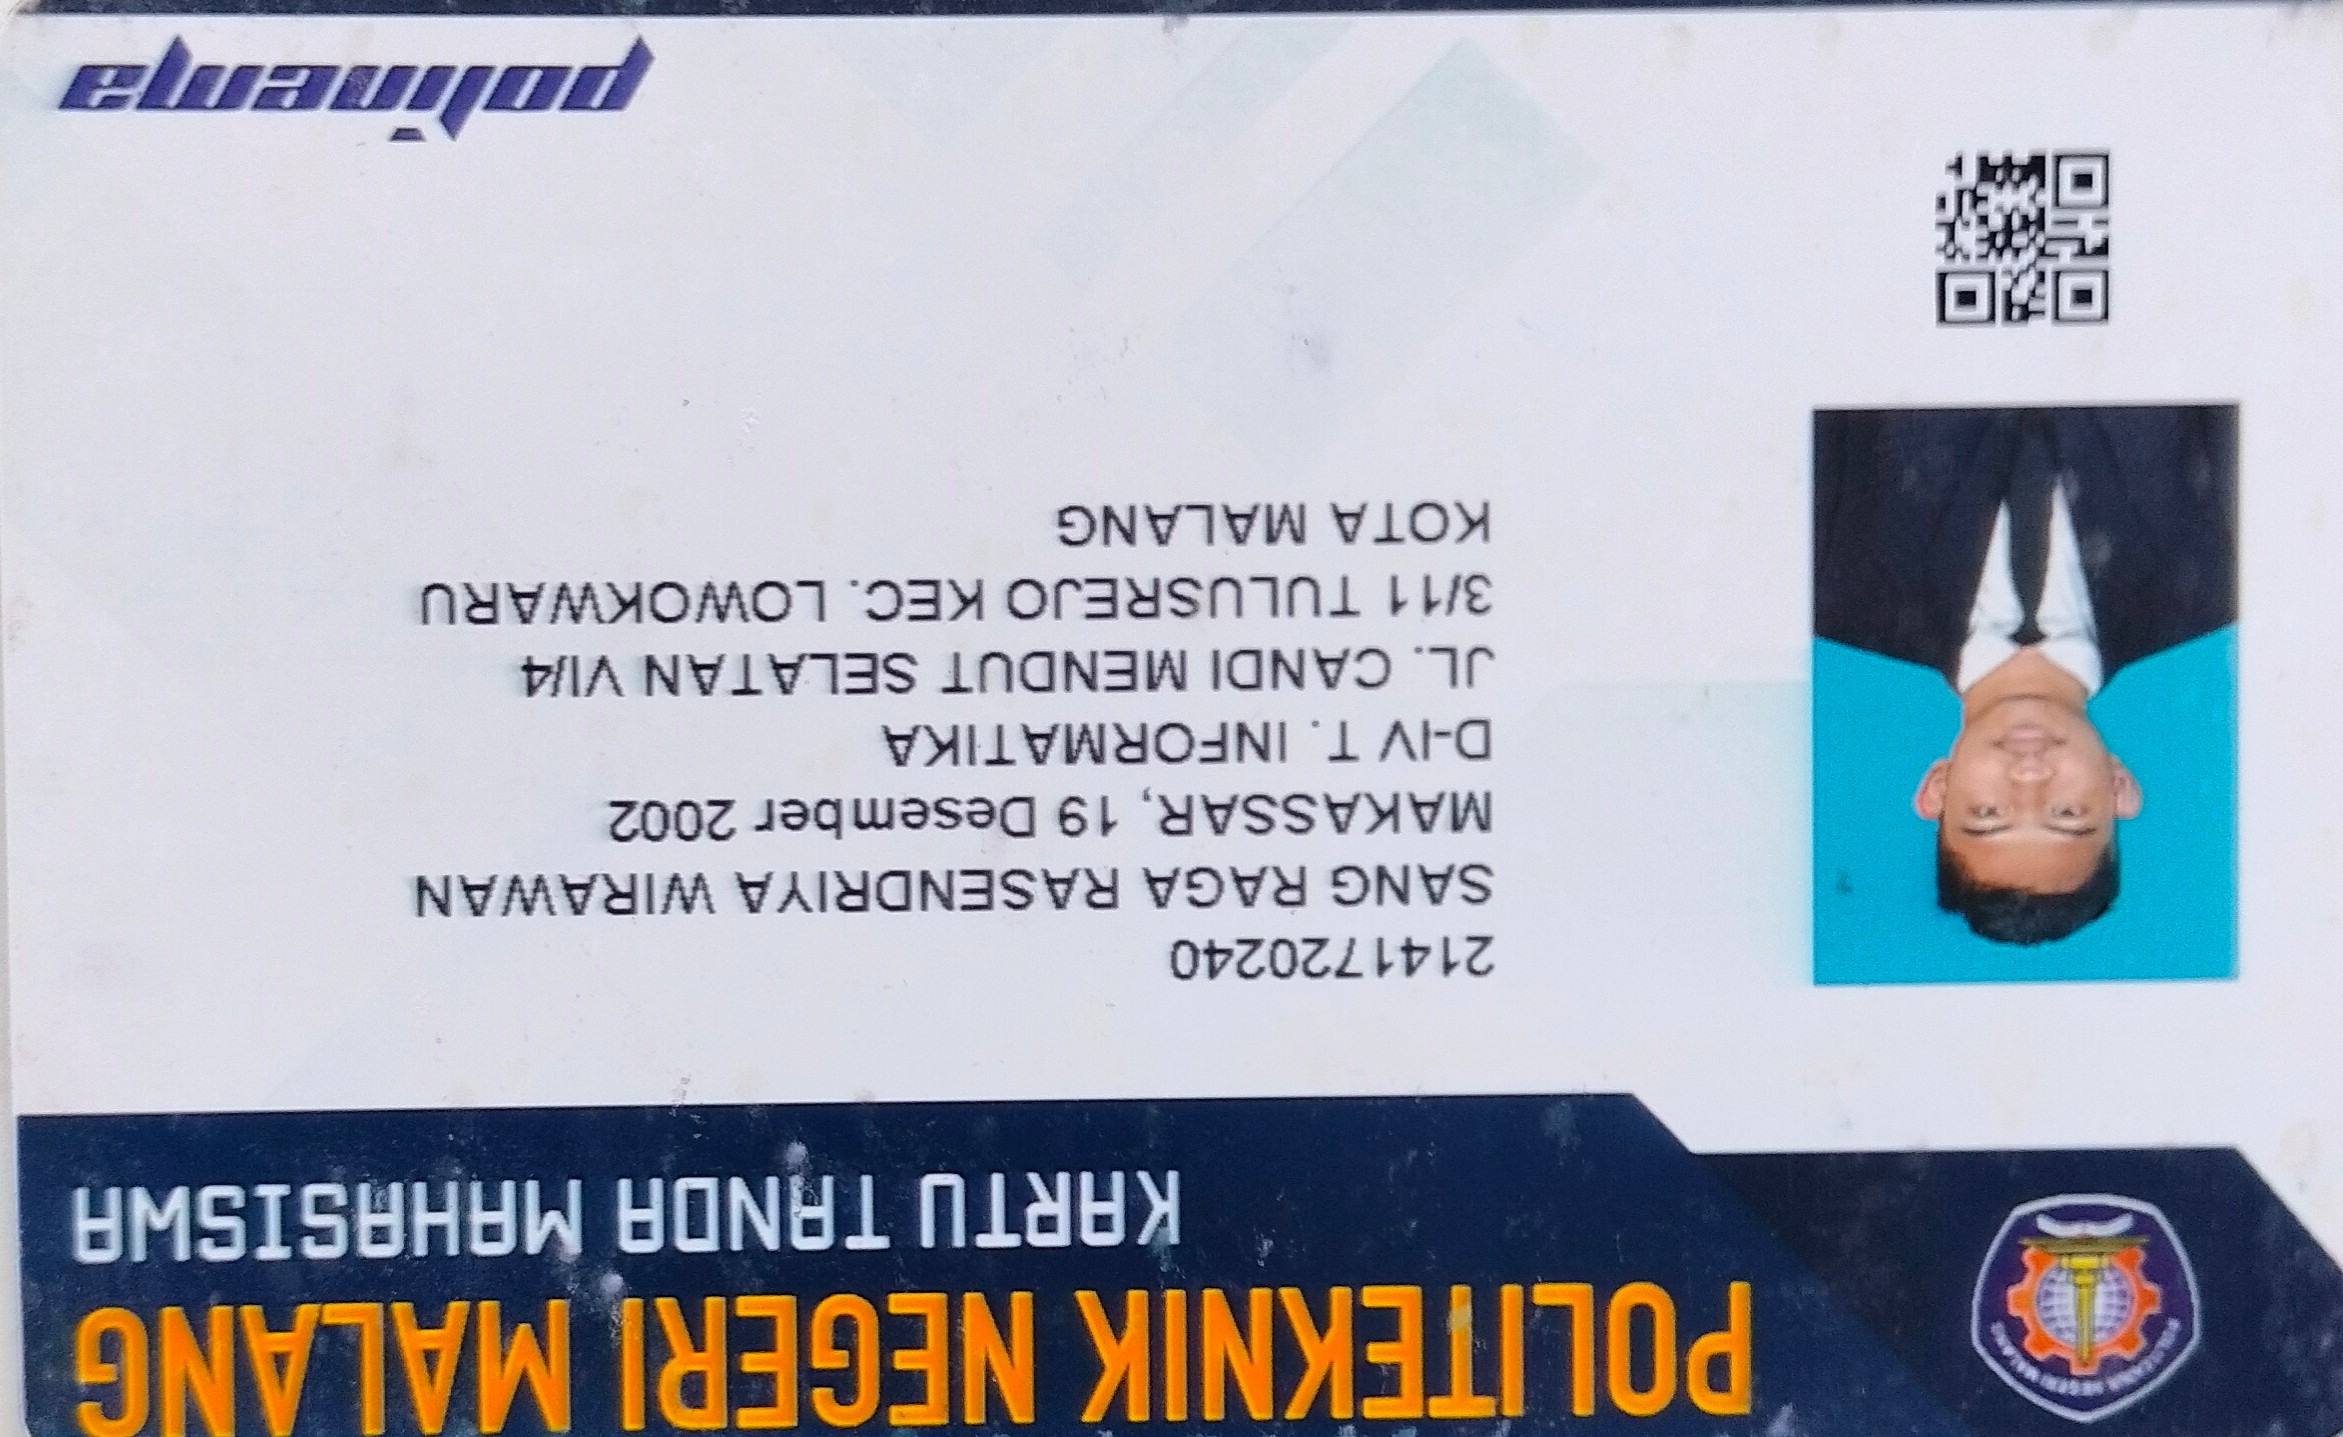 POLITEKNIK NEGERI MALANG
KARTU TANDA MAHASISWA
2141720240
SANG RAGA RASENDRIYA WIRAWAN
MAKASSAR, 19 Desember 2002
D-IV T. INFORMATIKA
JL. CANDI MENDUT SELATAN VI/4
3/11 TULUSREJO KEC. LOWOKWARU
KOTA MALANG
polinema